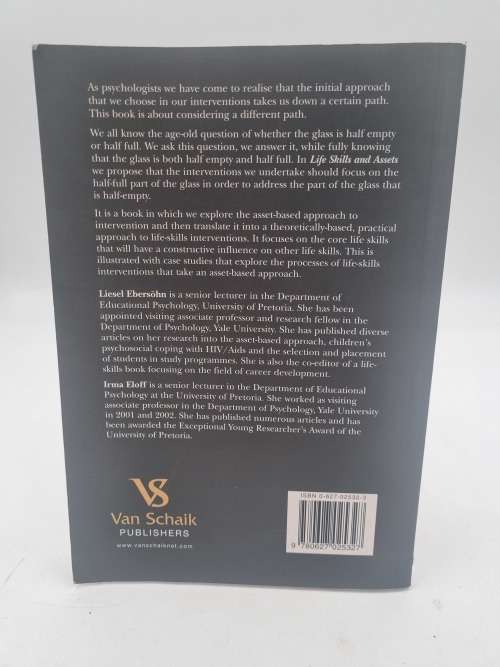 As psychologists we have come to realise that the initial approach
that we choose in our interventions takes us down a certain path.
This book is about considering a different path.
We all know the age-old question of whether the glass is half empty
or half full. We ask this question, we answer it, while fully knowing
that the glass is both half empty and half full. In Life Skills and Assets
we propose that the interventions we undertake should focus on the
half-full part of the glass in order to address the part of the glass that
is half-empty.
It is a book in which we explore the asset-based approach to
intervention and then translate it into a theoretically-based, practical
approach to life-skills interventions. It focuses on the core life skills
that will have a constructive influence on other life skills. This is
illustrated with case studies that explore the processes of life-skills
interventions that take an asset-based approach.
Liesel Ebersöhn is a senior lecturer in the Department of
Educational Psychology, University of Pretoria. She has been
appointed visiting associate professor and research fellow in the
Department of Psychology, Yale University. She has published diverse
articles on her research into the asset-based approach, children's
psychosocial coping with HIV/Aids and the selection and placement
of students in study programmes. She is also the co-editor of a life-
skills book focusing on the field of career development.
Irma Eloff is a senior lecturer in the Department of Educational
Psychology at the University of Pretoria. She worked as visiting
associate professor in the Department of Psychology, Yale University
in 2001 and 2002. She has published numerous articles and has
been awarded the Exceptional Young Researcher's Award of the
University of Pretoria.
VS
Van Schaik
PUBLISHERS
www.vanschaiknet.com
ISBN 0-627-02532-3
9 780627 025327